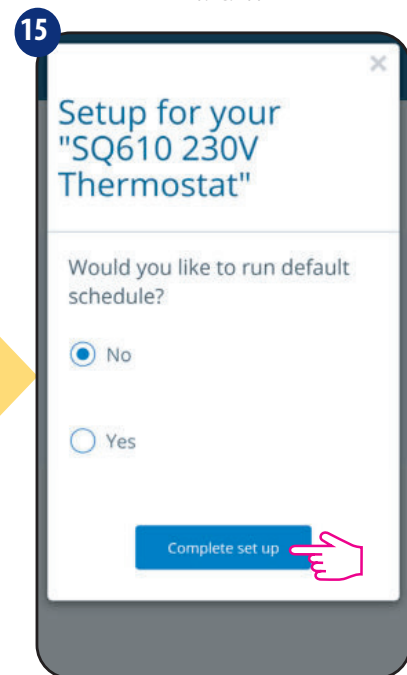 15
×
Setup for your
"SQ610 230V
Thermostat"
Would you like to run default
schedule?
No
Yes
Complete set up